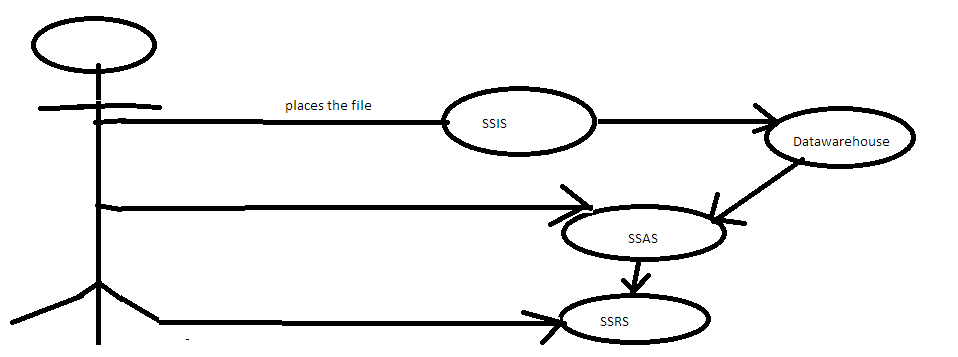 places the file
SSIS
Datawarehouse
SSAS
SSRS